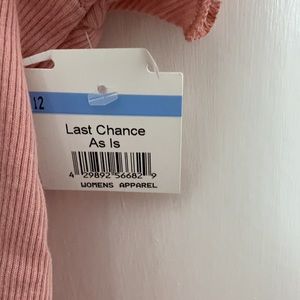 12
Last Chance
As Is
4 29892 56682 9
WOMENS APPAREL